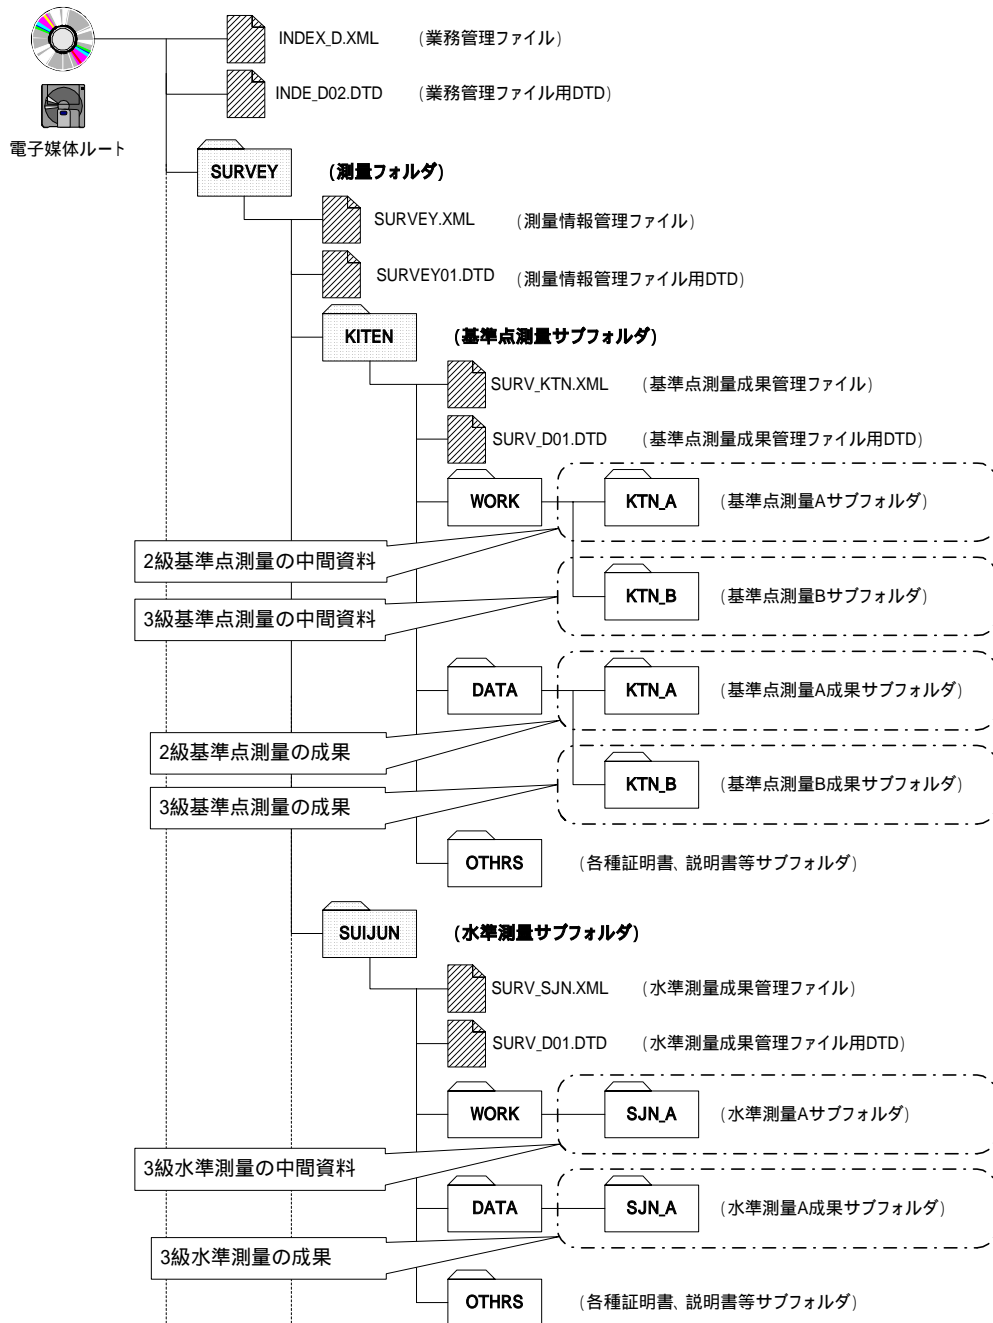 INDEX_D.XML （業務管理ファイル）
INDE_D02.DTD （業務管理ファイル用DTD）
電子媒体ルート
SURVEY （測量フォルダ）
SURVEY.XML （測量情報管理ファイル）
SURVEY01.DTD （測量情報管理ファイル用DTD）
KITEN （基準点測量サブフォルダ）
SURV_KTN.XML （基準点測量成果管理ファイル）
SURV_D01.DTD （基準点測量成果管理ファイル用DTD）
WORK KTN_A （基準点測量Aサブフォルダ）
2級基準点測量の中間資料
KTN_B （基準点測量Bサブフォルダ）
3級基準点測量の中間資料
DATA KTN_A （基準点測量A成果サブフォルダ）
2級基準点測量の成果
KTN_B （基準点測量B成果サブフォルダ）
3級基準点測量の成果
OTHRS （各種証明書、説明書等サブフォルダ）
SUIJUN （水準測量サブフォルダ）
SURV_SJN.XML （水準測量成果管理ファイル）
SURV_D01.DTD （水準測量成果管理ファイル用DTD）
WORK SJN_A （水準測量Aサブフォルダ）
3級水準測量の中間資料
DATA SJN_A （水準測量A成果サブフォルダ）
3級水準測量の成果
OTHRS （各種証明書、説明書等サブフォルダ）